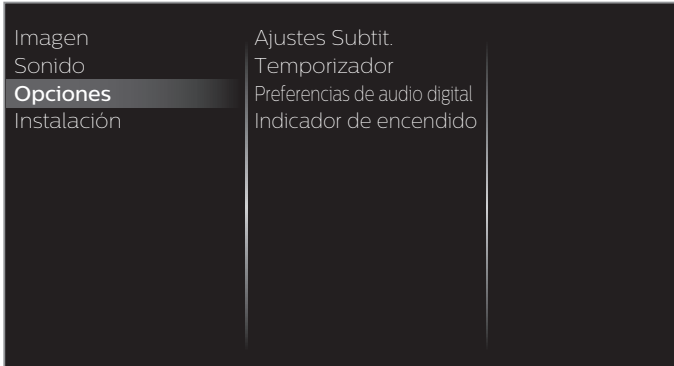 Imagen
Sonido
Opciones
Instalación
Ajustes Subtit.
Temporizador
Preferencias de audio digital
Indicador de encendido